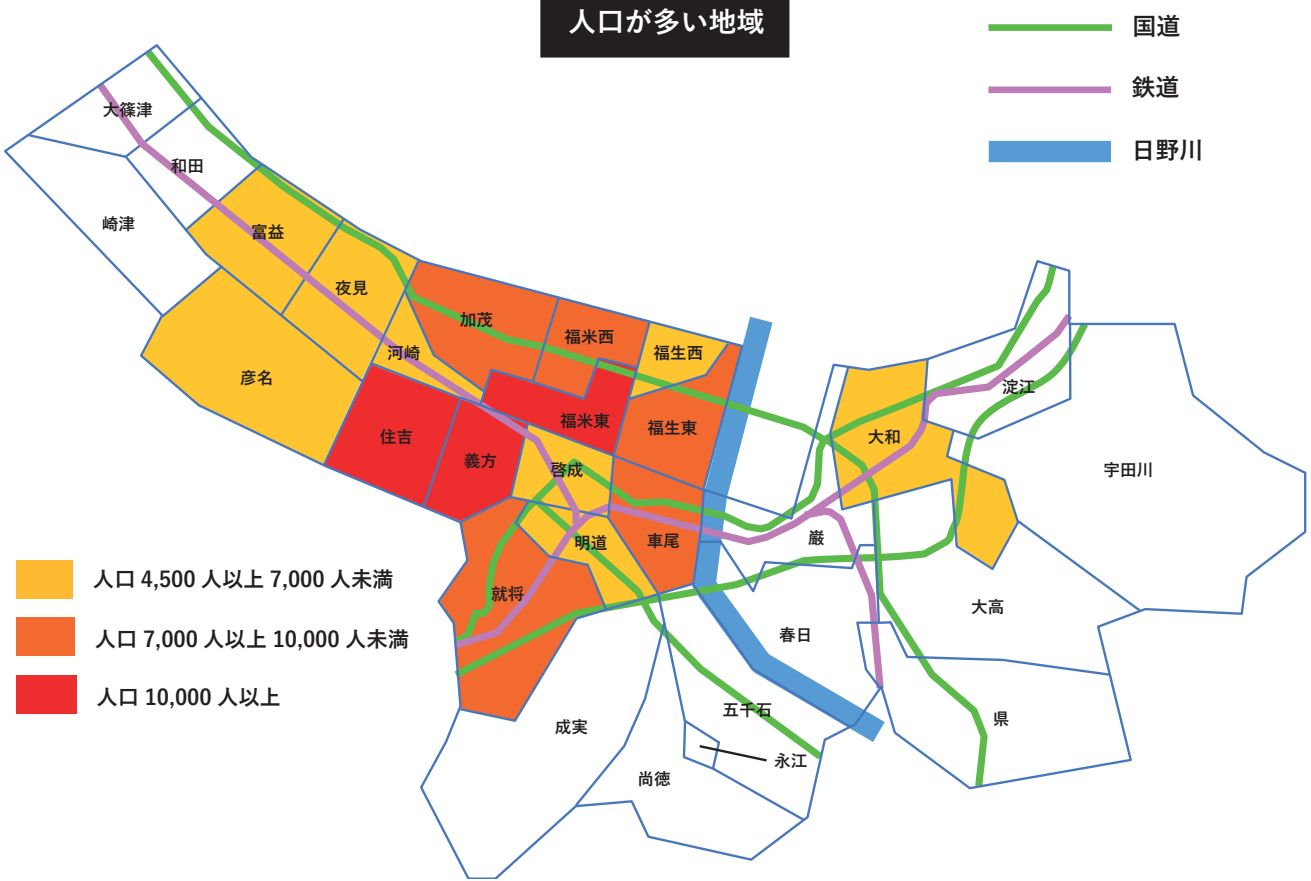 人口が多い地域
国道
鉄道
日野川
大篠津
和田
崎津
富益
夜見
加茂
福米西
福生西
河崎
彦名
淀江
福米東
福生東
住吉
大和
義方
啓成
宇田川
車尾
巌
明道
就将
大高
春日
五千石
県
成実
永江
尚徳
人口 4,500 人以上 7,000 人未満
人口 7,000 人以上 10,000 人未満
人口 10,000 人以上